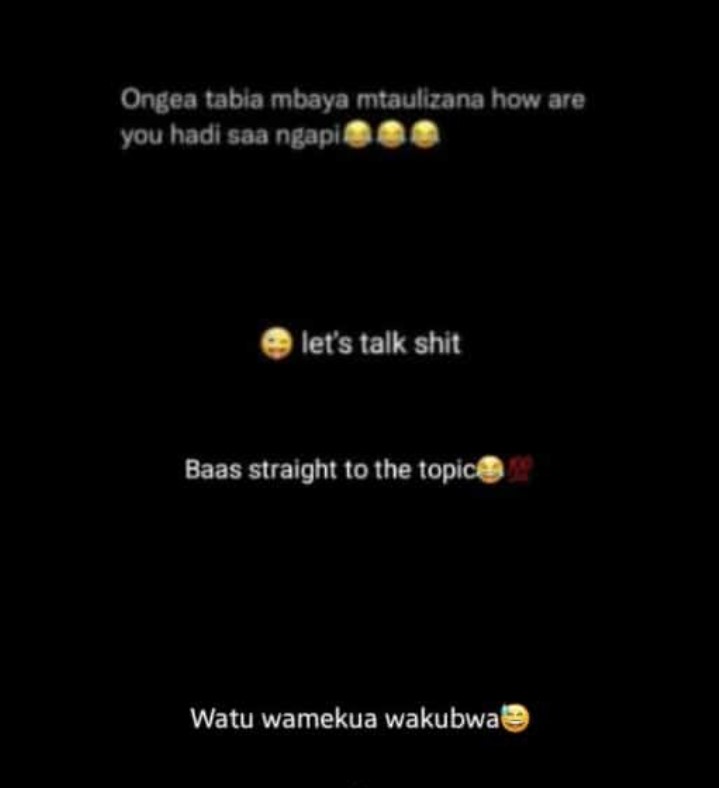 Ongea tabia mbaya mtaulizana how are
you hadi saa ngapi😂😂😂
😜 let's talk shit
Baas straight to the topic😂💯
Watu wamekua wakubwa😅